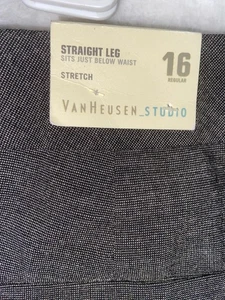 STRAIGHT LEG
SITS JUST BELOW WAIST
STRETCH
16
REGULAR
VANHEUSEN_STUDIO